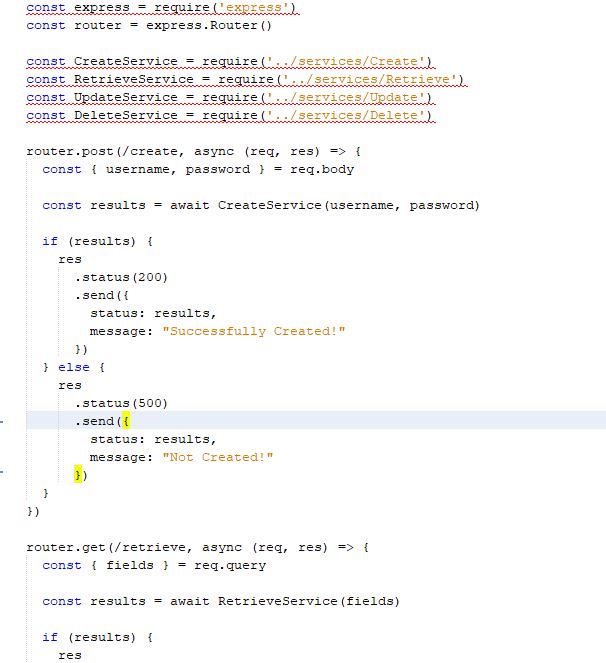 const express = require('express')
const router = express.Router()
const CreateService = require('../services/Create')
const RetrieveService = require('../services/Retrieve')
const UpdateService = require('../services/Update')
const DeleteService = require('../services/Delete')
router.post(/create, async (req, res) => {
const { username, password } = req.body
const results = await CreateService(username, password)
if (results) {
res
.status(200)
.send({
status: results,
message: "Successfully Created!"
})
} else {
res
.status(500)
.send({
status: results,
message: "Not Created!"
})
}
})
router.get(/retrieve, async (req, res) => {
const { fields } = req.query
const results = await RetrieveService(fields)
if (results) {
res